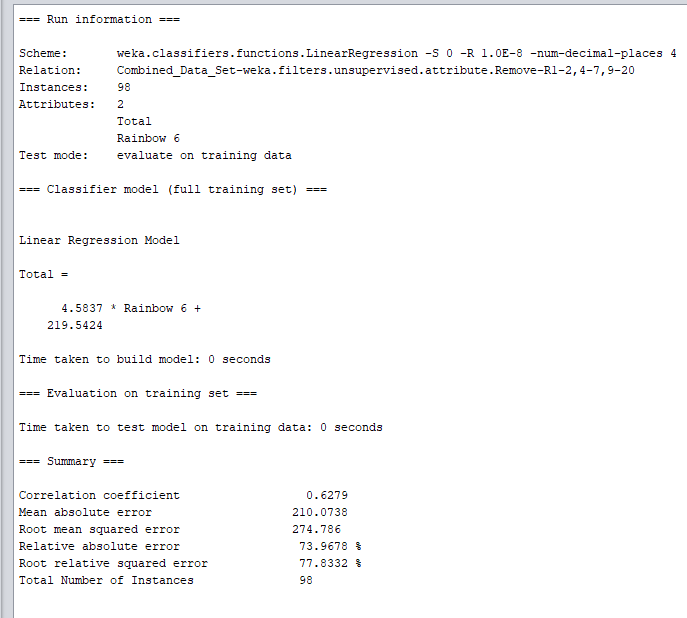 === Run information ===
Scheme: weka.classifiers.functions.LinearRegression -S 0 -R 1.0E-8 -num-decimal-places 4
Relation: Combined_Data_Set-weka.filters.unsupervised.attribute.Remove-R1-2,4-7,9-20
Instances: 98
Attributes: 2
Total
Rainbow 6
Test mode: evaluate on training data
=== Classifier model (full training set) ===
Linear Regression Model
Total =
4.5837 * Rainbow 6 +
219.5424
Time taken to build model: 0 seconds
=== Evaluation on training set ===
Time taken to test model on training data: 0 seconds
=== Summary ===
Correlation coefficient 0.6279
Mean absolute error 210.0738
Root mean squared error 274.786
Relative absolute error 73.9678 %
Root relative squared error 77.8332 %
Total Number of Instances 98